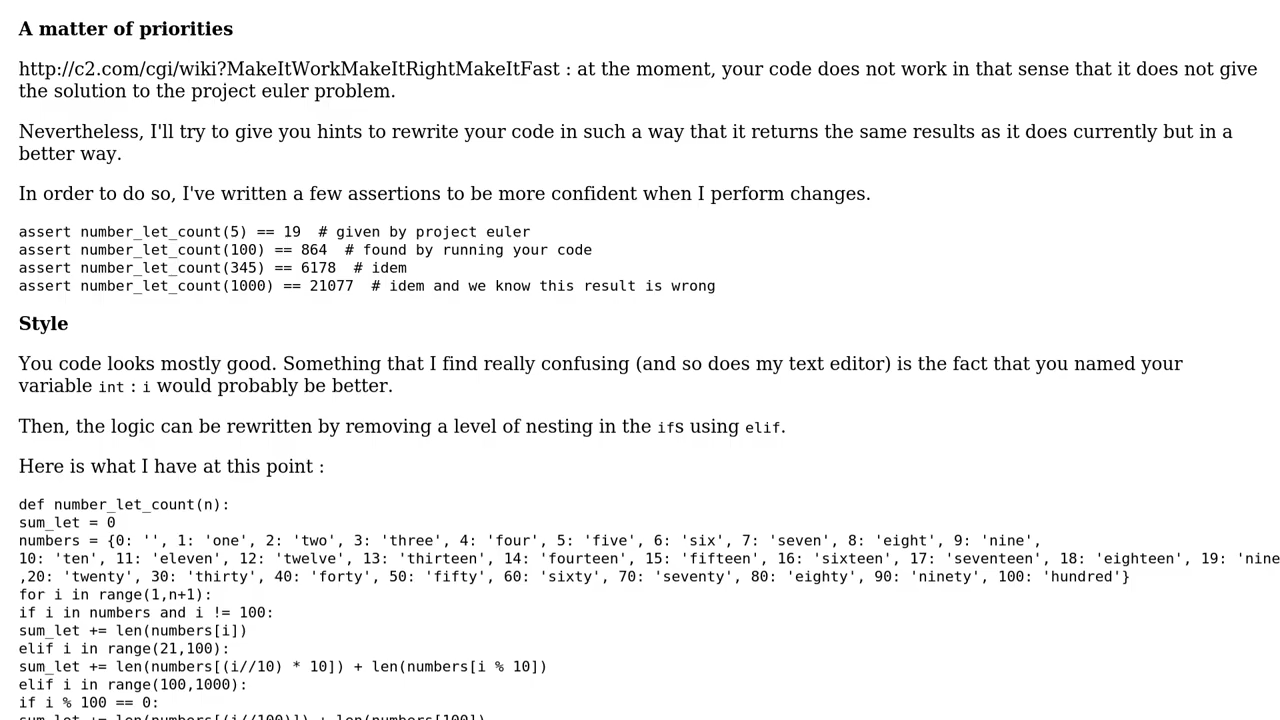 A matter of priorities
http://c2.com/cgi/wiki?MakeItWorkMakeItRightMakeItFast : at the moment, your code does not work in that sense that it does not give
the solution to the project euler problem.
Nevertheless, I'll try to give you hints to rewrite your code in such a way that it returns the same results as it does currently but in a
better way.
In order to do so, I've written a few assertions to be more confident when I perform changes.
assert number_let_count(5) == 19  # given by project euler
assert number_let_count(100) == 864  # found by running your code
assert number_let_count(345) == 6178  # idem
assert number_let_count(1000) == 21077  # idem and we know this result is wrong
Style
You code looks mostly good. Something that I find really confusing (and so does my text editor) is the fact that you named your
variable int : i would probably be better.
Then, the logic can be rewritten by removing a level of nesting in the ifs using elif.
Here is what I have at this point :
def number_let_count(n):
sum_let = 0
numbers = {0: '', 1: 'one', 2: 'two', 3: 'three', 4: 'four', 5: 'five', 6: 'six', 7: 'seven', 8: 'eight', 9: 'nine',
10: 'ten', 11: 'eleven', 12: 'twelve', 13: 'thirteen', 14: 'fourteen', 15: 'fifteen', 16: 'sixteen', 17: 'seventeen', 18: 'eighteen', 19: 'nine
,20: 'twenty', 30: 'thirty', 40: 'forty', 50: 'fifty', 60: 'sixty', 70: 'seventy', 80: 'eighty', 90: 'ninety', 100: 'hundred'}
for i in range(1,n+1):
if i in numbers and i != 100:
sum_let += len(numbers[i])
elif i in range(21,100):
sum_let += len(numbers[(i//10) * 10]) + len(numbers[i % 10])
elif i in range(100,1000):
if i % 100 == 0:
sum_let += len(numbers[(i//100)]) + len(numbers[100])